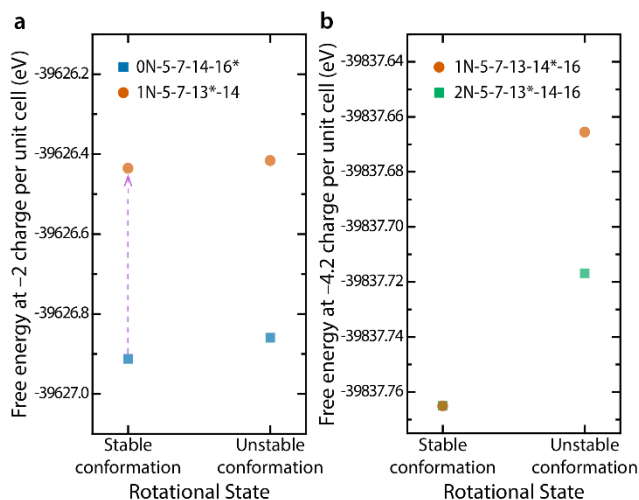 a
Free energy at −2 charge per unit cell (eV)
-39626.2
-39626.4
-39626.6
-39626.8
-39627.0
0N-5-7-14-16*
1N-5-7-13*-14
Stable conformation
Unstable conformation
Rotational State
b
Free energy at −4.2 charge per unit cell (eV)
-39837.64
-39837.66
-39837.68
-39837.70
-39837.72
-39837.74
-39837.76
1N-5-7-13-14*-16
2N-5-7-13*-14-16
Stable conformation
Unstable conformation
Rotational State